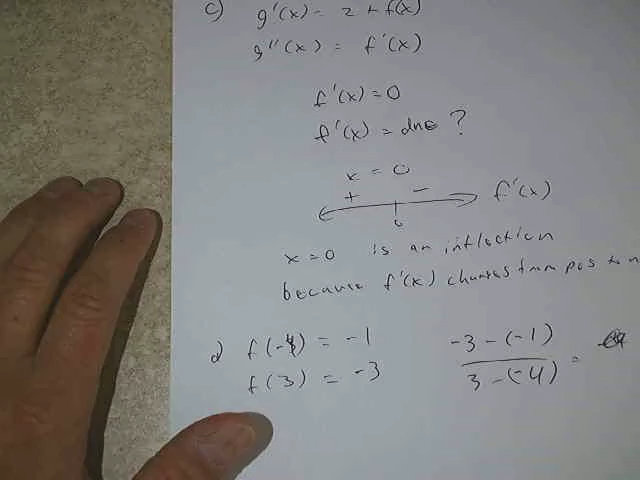 c) g'(x) = 2 + f(x)
g''(x) = f'(x)
f'(x) = 0
f'(x) = dne ?
x = 0
+ - f'(x)
0
x = 0 is an inflection
because f'(x) changes from pos to n
d) f(-4) = -1
f(3) = -3
-3 - (-1)
3 - (-4) =